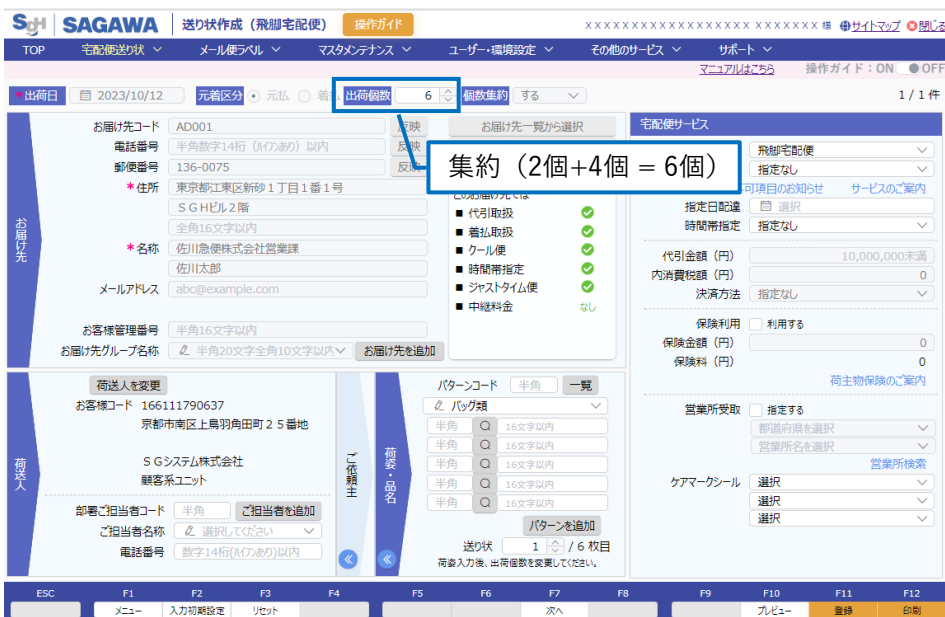 SGH SAGAWA 送り状作成（飛脚宅配便） 操作ガイド XXXXXXXXXXXXXXXXXXX XXXXXXX 様 サイトマップ 閉じる
TOP 宅配便送り状 メール便ラベル マスタメンテナンス ユーザー・環境設定 その他のサービス サポート
マニュアルはこちら 操作ガイド：ON OFF
*出荷日 2023/10/12 元着区分 元払 着払 出荷個数 6 個数集約 する 1 / 1 件
お届け先
お届け先コード AD001 反映 お届け先一覧から選択
電話番号 半角数字14桁（ハイフンあり）以内 反映
郵便番号 136-0075 反映
集約（2個+4個 = 6個）
*住所 東京都江東区新砂１丁目１番１号
ＳＧＨビル２階
全角16文字以内
*名称 佐川急便株式会社営業課
佐川太郎
メールアドレス abc@example.com
お客様管理番号 半角16文字以内
お届け先グループ名称 半角20文字全角10文字以内 お届け先を追加
このお届け先では
■ 代引取扱
■ 着払取扱
■ クール便
■ 時間帯指定
■ ジャストタイム便
■ 中継料金 なし
宅配便サービス
飛脚宅配便
指定なし
可項目のお知らせ サービスのご案内
指定日配達 選択
時間帯指定 指定なし
代引金額（円） 10,000,000未満
内消費税額（円） 0
決済方法 指定なし
保険利用 利用する
保険金額（円） 0
保険料（円） 0
荷主物保険のご案内
営業所受取 指定する
都道府県を選択
営業所名を選択
営業所検索
ケアマークシール 選択
選択
選択
荷送人
荷送人を変更
お客様コード 166111790637
京都市南区上鳥羽角田町２５番地
ＳＧシステム株式会社
顧客系ユニット
部署ご担当者コード 半角 ご担当者を追加
ご担当者名称 選択してください
電話番号 数字14桁(ハイフンあり)以内
ご依頼主
荷姿・品名
パターンコード 半角 一覧
バッグ類
半角 16文字以内
半角 16文字以内
半角 16文字以内
半角 16文字以内
半角 16文字以内
パターンを追加
送り状 1 / 6 枚目
荷姿入力後、出荷個数を変更してください。
ESC F1 F2 F3 F4 F5 F6 F7 F8 F9 F10 F11 F12
メニュー 入力初期設定 リセット 次へ プレビュー 登録 印刷